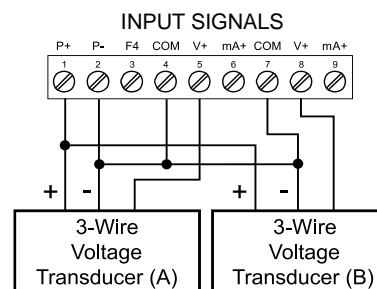 INPUT SIGNALS
P+ P- F4 COM V+ mA+ COM V+ mA+
1 2 3 4 5 6 7 8 9
+ - + -
3-Wire 3-Wire
Voltage Voltage
Transducer (A) Transducer (B)